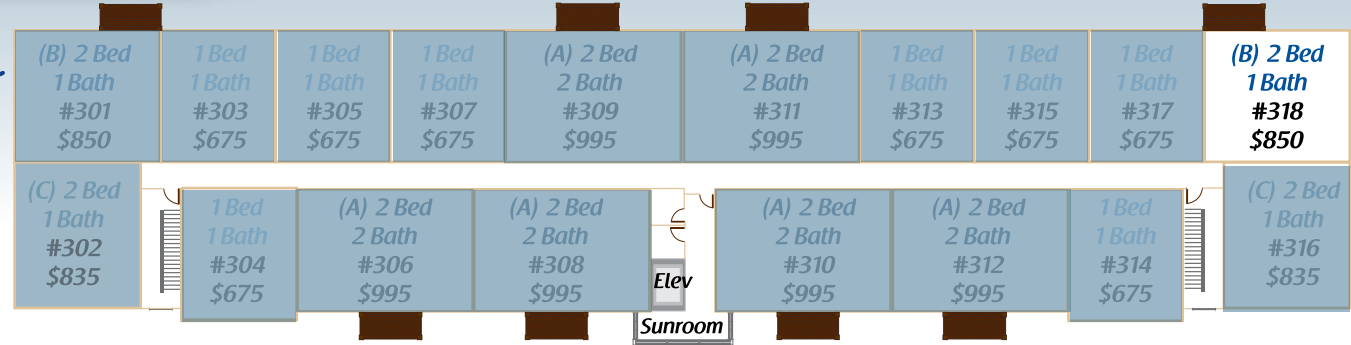 (B) 2 Bed
1 Bath
#301
$850
1 Bed
1 Bath
#303
$675
1 Bed
1 Bath
#305
$675
1 Bed
1 Bath
#307
$675
(A) 2 Bed
2 Bath
#309
$995
(A) 2 Bed
2 Bath
#311
$995
1 Bed
1 Bath
#313
$675
1 Bed
1 Bath
#315
$675
1 Bed
1 Bath
#317
$675
(B) 2 Bed
1 Bath
#318
$850
(C) 2 Bed
1 Bath
#302
$835
1 Bed
1 Bath
#304
$675
(A) 2 Bed
2 Bath
#306
$995
(A) 2 Bed
2 Bath
#308
$995
Elev
Sunroom
(A) 2 Bed
2 Bath
#310
$995
(A) 2 Bed
2 Bath
#312
$995
1 Bed
1 Bath
#314
$675
(C) 2 Bed
1 Bath
#316
$835